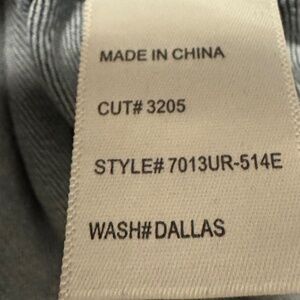 MADE IN CHINA
CUT# 3205
STYLE# 7013UR-514E
WASH# DALLAS